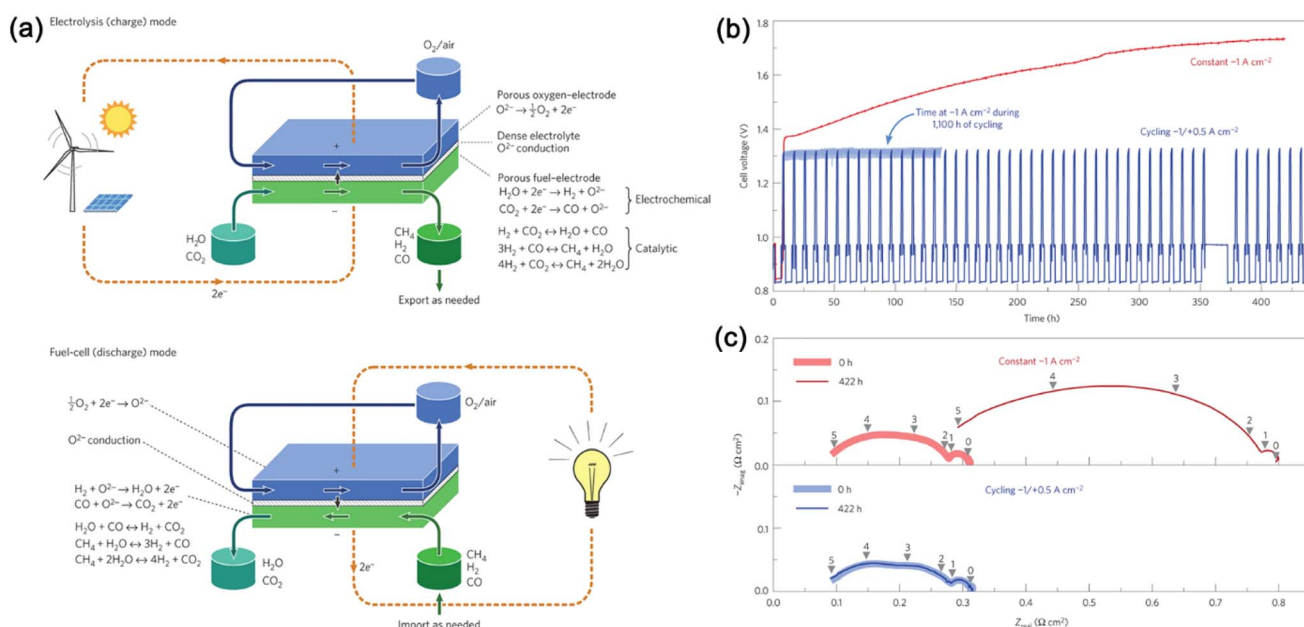 (a)
Electrolysis (charge) mode
O₂/air
Porous oxygen–electrode
O²⁻ → ½O₂ + 2e⁻
Dense electrolyte
O²⁻ conduction
Porous fuel–electrode
H₂O + 2e⁻ → H₂ + O²⁻
CO₂ + 2e⁻ → CO + O²⁻
Electrochemical
H₂ + CO₂ ↔ H₂O + CO
3H₂ + CO ↔ CH₄ + H₂O
4H₂ + CO₂ ↔ CH₄ + 2H₂O
Catalytic
+
−
H₂O
CO₂
CH₄
H₂
CO
2e⁻
Export as needed
Fuel-cell (discharge) mode
½O₂ + 2e⁻ → O²⁻
O²⁻ conduction
H₂ + O²⁻ → H₂O + 2e⁻
CO + O²⁻ → CO₂ + 2e⁻
H₂O + CO ↔ H₂ + CO₂
CH₄ + H₂O ↔ 3H₂ + CO
CH₄ + 2H₂O ↔ 4H₂ + CO₂
O₂/air
+
−
H₂O
CO₂
2e⁻
CH₄
H₂
CO
Import as needed
(b)
Cell voltage (V)
1.8
1.6
1.4
1.2
1.0
0.8
Constant −1 A cm⁻²
Time at −1 A cm⁻² during
1,100 h of cycling
Cycling −1/+0.5 A cm⁻²
0 50 100 150 200 250 300 350 400
Time (h)
(c)
−Zimag (Ω cm²)
0.2
0.1
0.0
0.1
0.0
0 h
422 h
Constant −1 A cm⁻²
5 4 3 2 1 0
5 4 3 2 1 0
0 h
422 h
Cycling −1/+0.5 A cm⁻²
5 4 3 2 1 0
0.0 0.1 0.2 0.3 0.4 0.5 0.6 0.7 0.8
Zreal (Ω cm²)